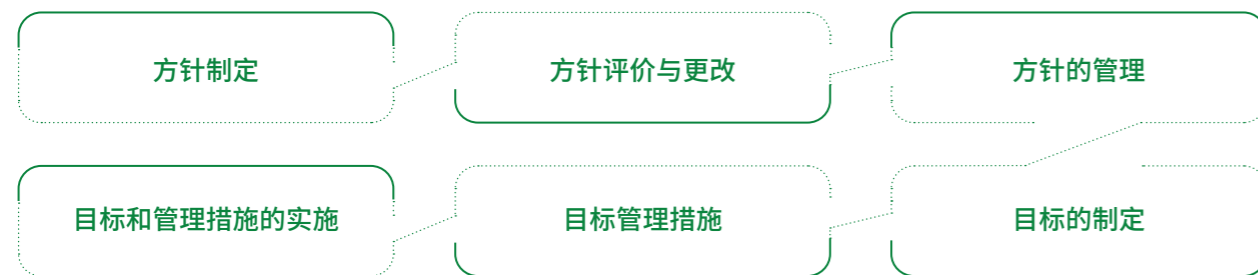 方针制定
方针评价与更改
方针的管理
目标和管理措施的实施
目标管理措施
目标的制定